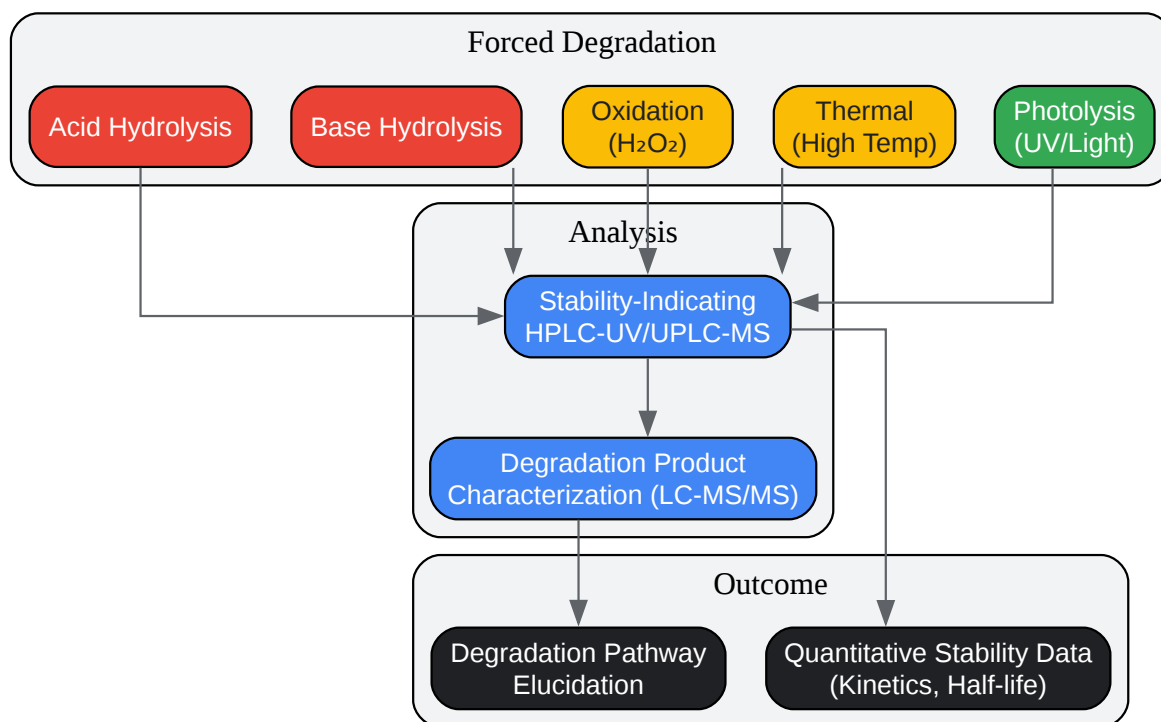 Forced Degradation
Acid Hydrolysis
Base Hydrolysis
Oxidation
(H₂O₂)
Thermal
(High Temp)
Photolysis
(UV/Light)
Analysis
Stability-Indicating
HPLC-UV/UPLC-MS
Degradation Product
Characterization (LC-MS/MS)
Outcome
Degradation Pathway
Elucidation
Quantitative Stability Data
(Kinetics, Half-life)